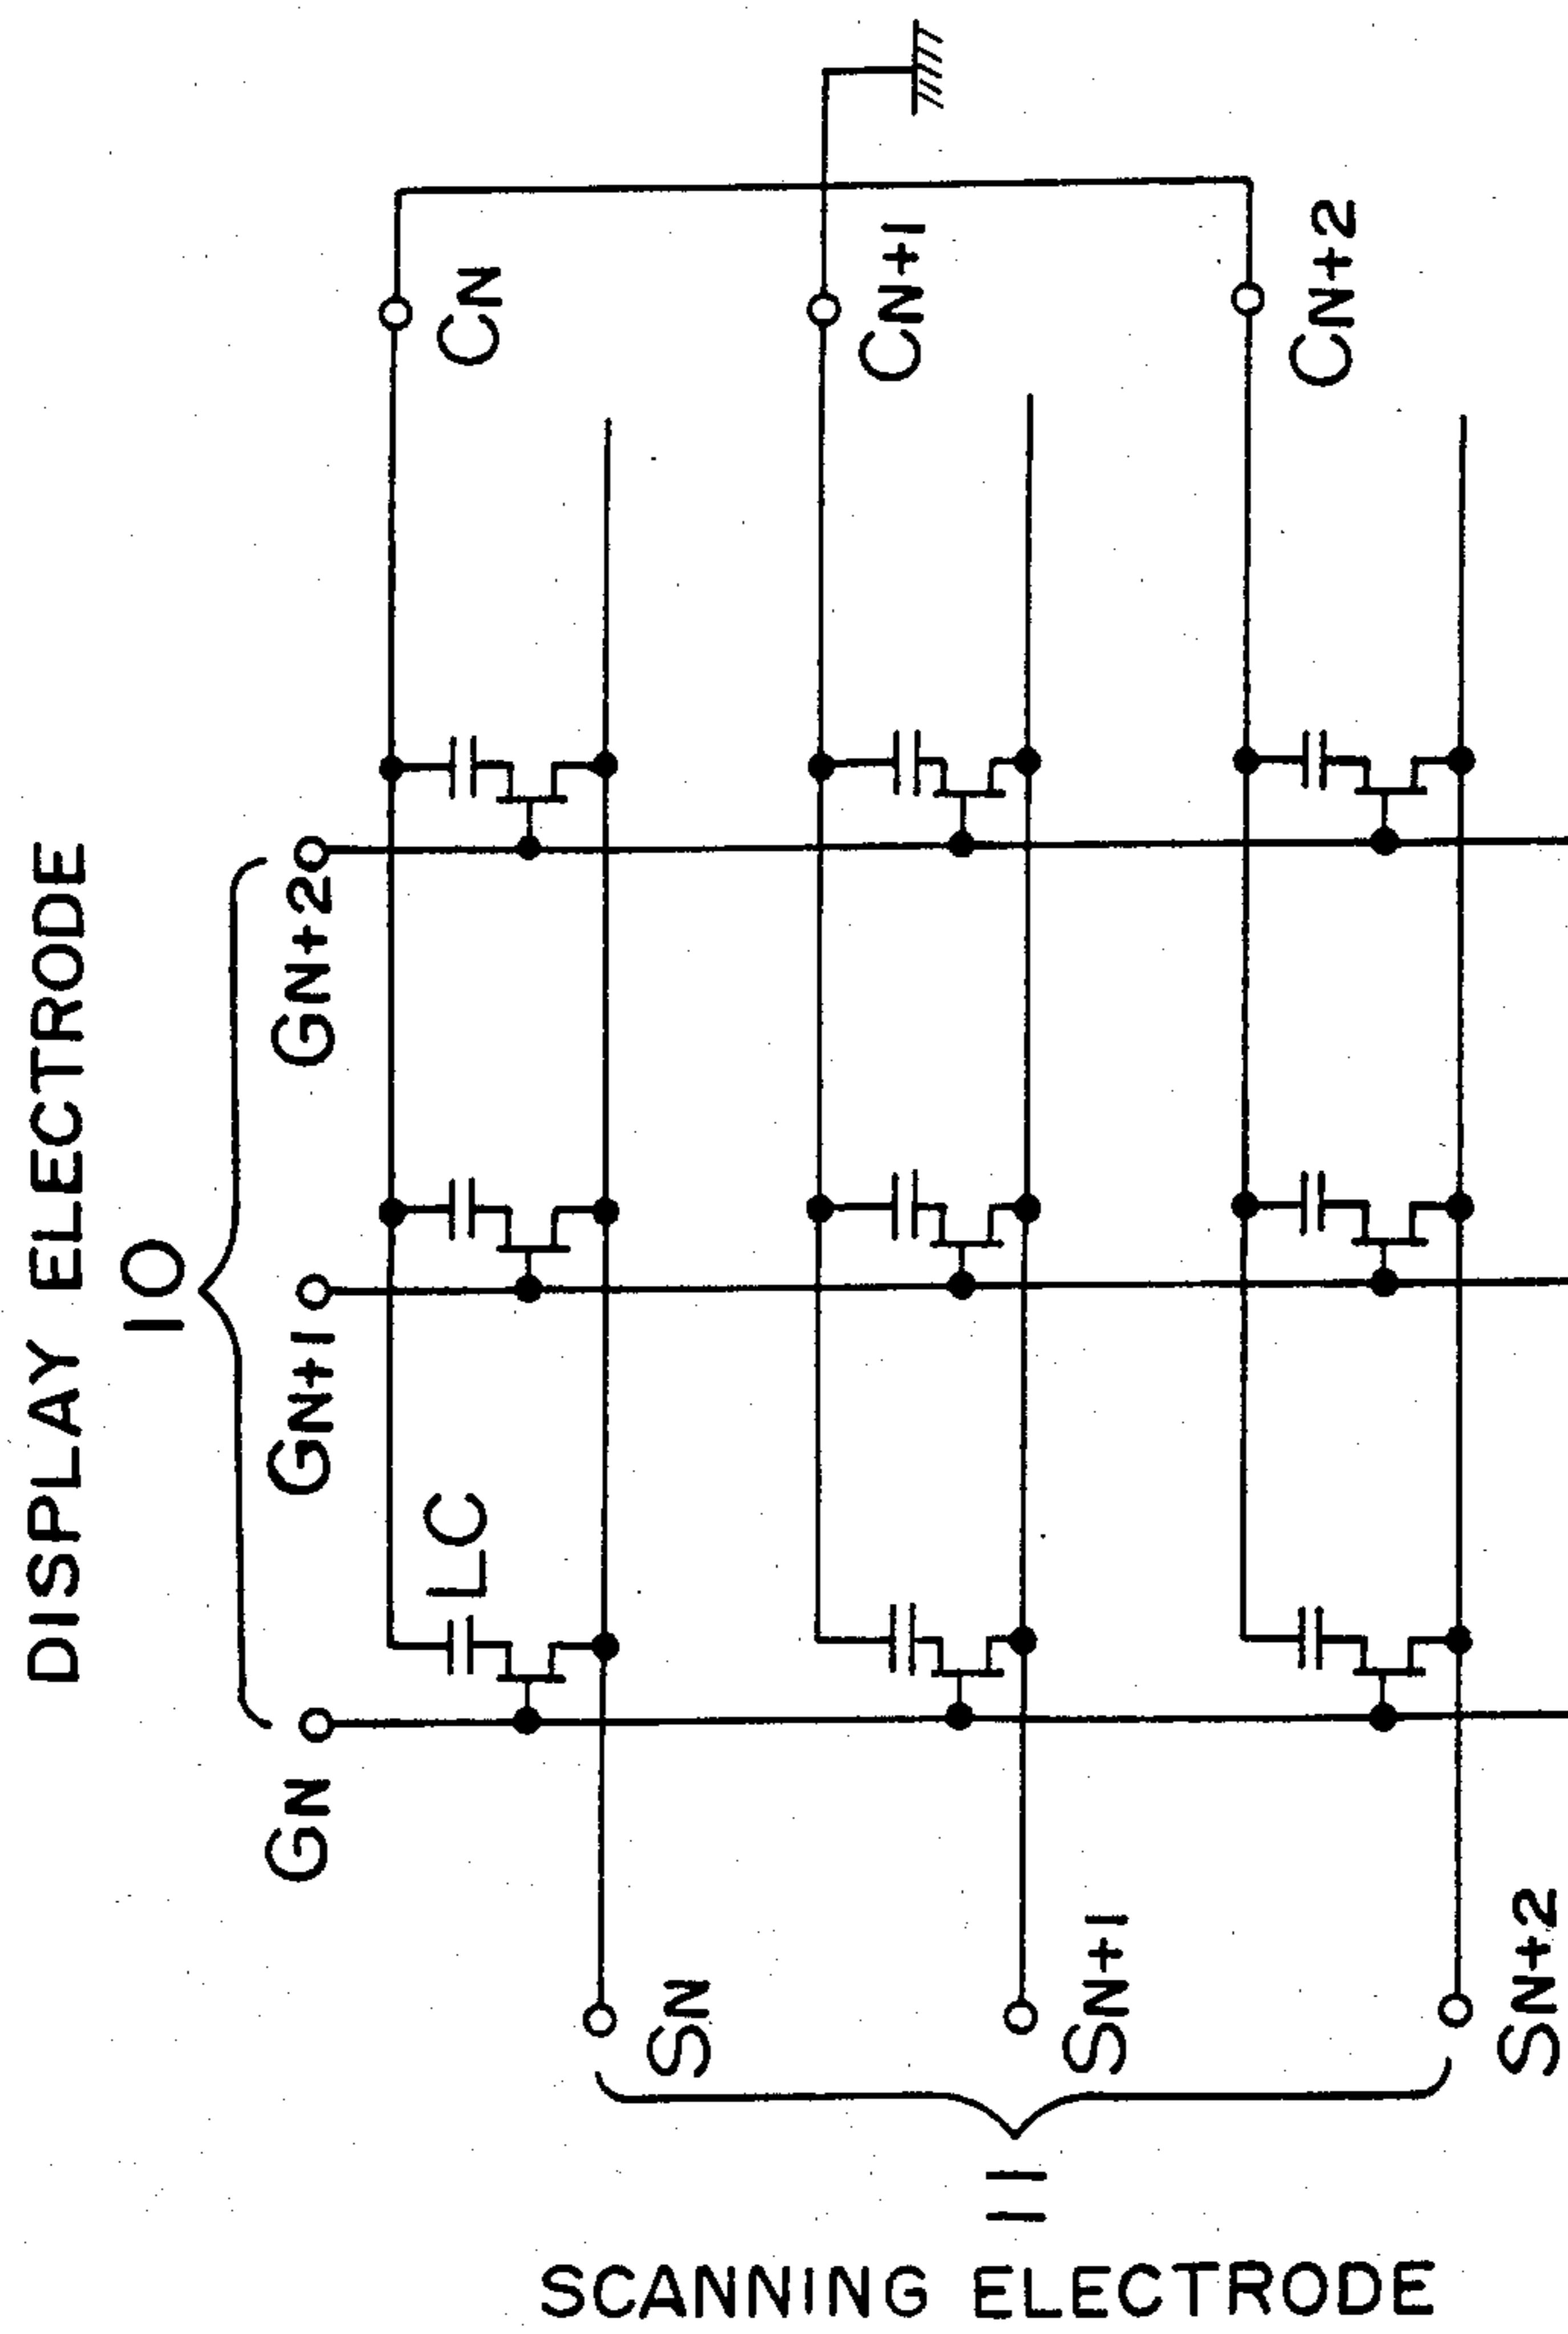 DISPLAY ELECTRODE
10
GN
GN+1
GN+2
LC
CN
CN+1
CN+2
SN
SN+1
SN+2
11
SCANNING ELECTRODE